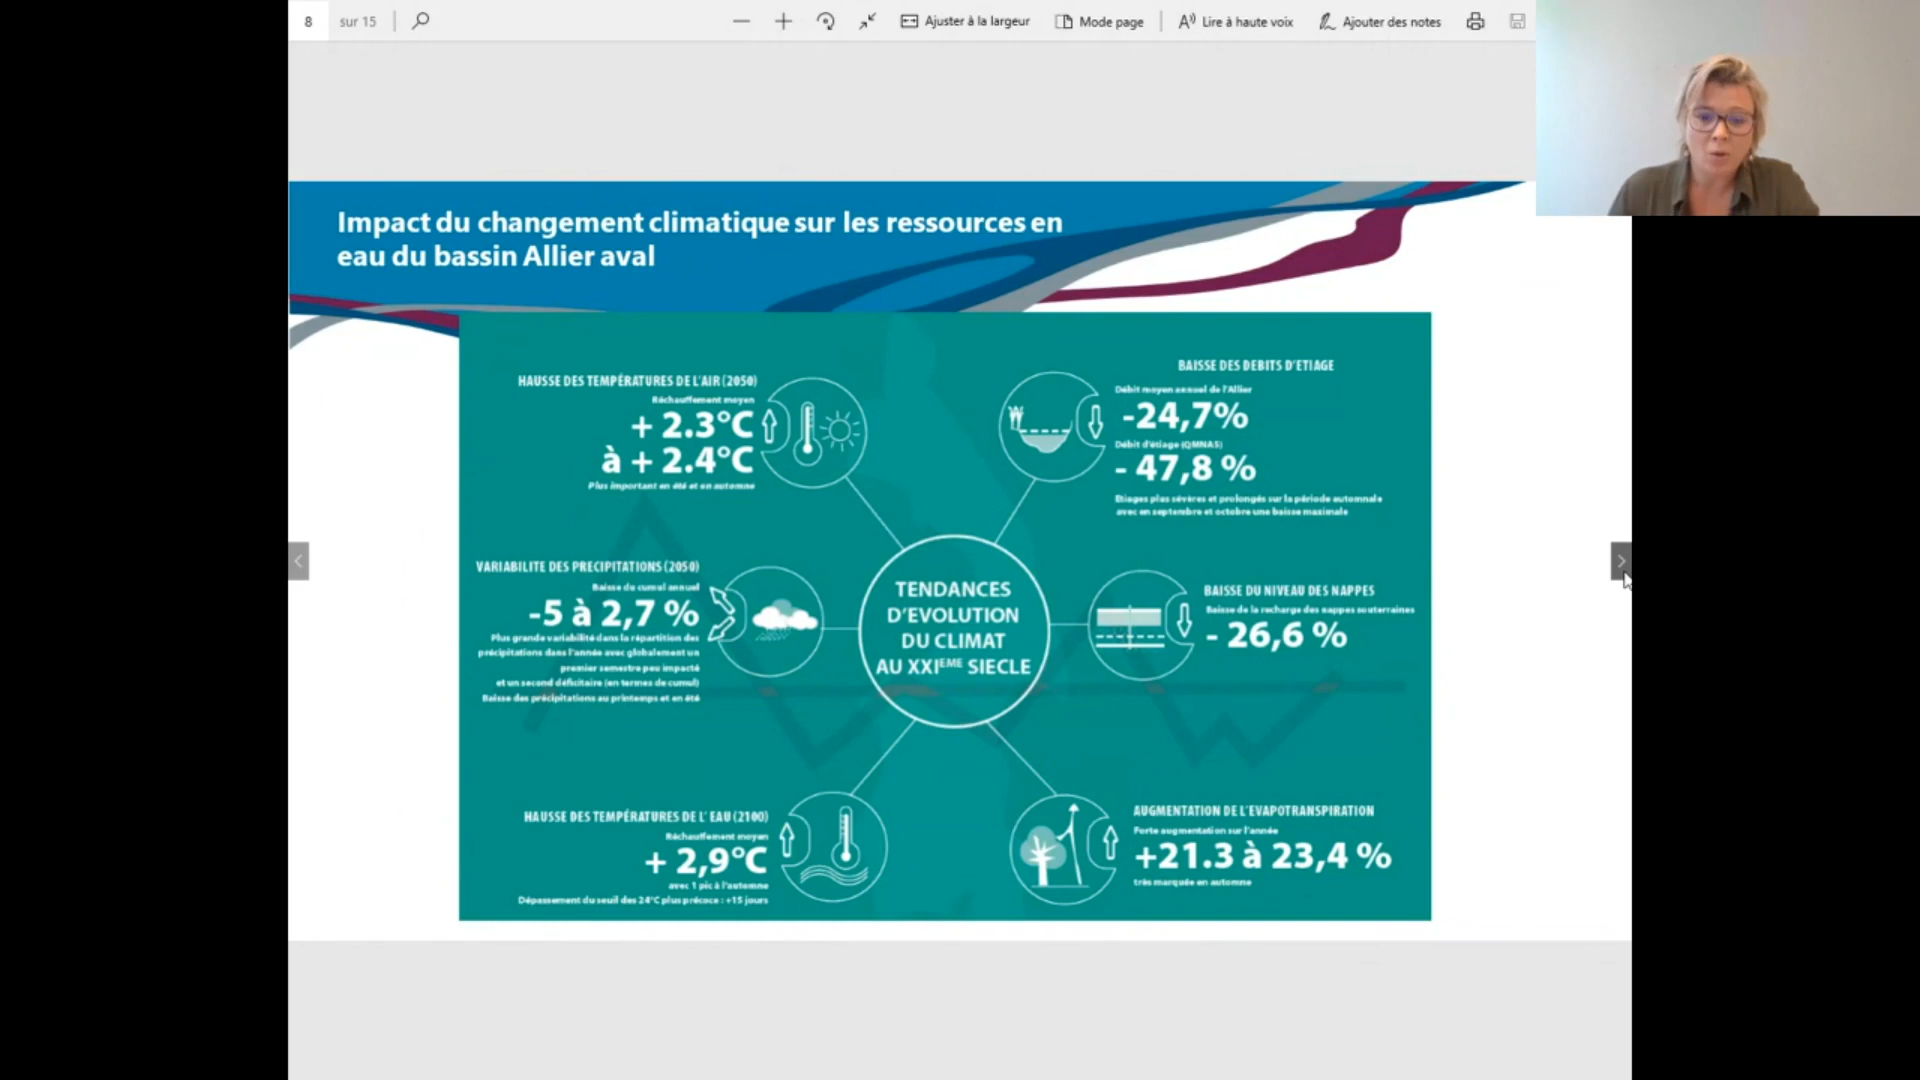 8 sur 15 Ajuster à la largeur Mode page Lire à haute voix Ajouter des notes
Impact du changement climatique sur les ressources en
eau du bassin Allier aval
HAUSSE DES TEMPÉRATURES DE L'AIR (2050)
Réchauffement moyen
+ 2.3°C
à + 2.4°C
Plus important en été et en automne
BAISSE DES DEBITS D'ETIAGE
Débit moyen annuel de l'Allier
-24,7%
Débit d'étiage (QMNA5)
- 47,8 %
Etiages plus sévères et prolongés sur la période automnale
avec en septembre et octobre une baisse maximale
VARIABILITE DES PRECIPITATIONS (2050)
Baisse du cumul annuel
-5 à 2,7 %
Plus grande variabilité dans la répartition des
précipitations dans l'année avec globalement un
premier semestre peu impacté
et un second déficitaire (en termes de cumul)
Baisse des précipitations au printemps et en été
TENDANCES
D'EVOLUTION
DU CLIMAT
AU XXIEME SIECLE
BAISSE DU NIVEAU DES NAPPES
Baisse de la recharge des nappes souterraines
- 26,6 %
HAUSSE DES TEMPÉRATURES DE L' EAU (2100)
Réchauffement moyen
+ 2,9°C
avec 1 pic à l'automne
Dépassement du seuil des 24°C plus précoce : +15 jours
AUGMENTATION DE L'EVAPOTRANSPIRATION
Forte augmentation sur l'année
+21.3 à 23,4 %
très marquée en automne